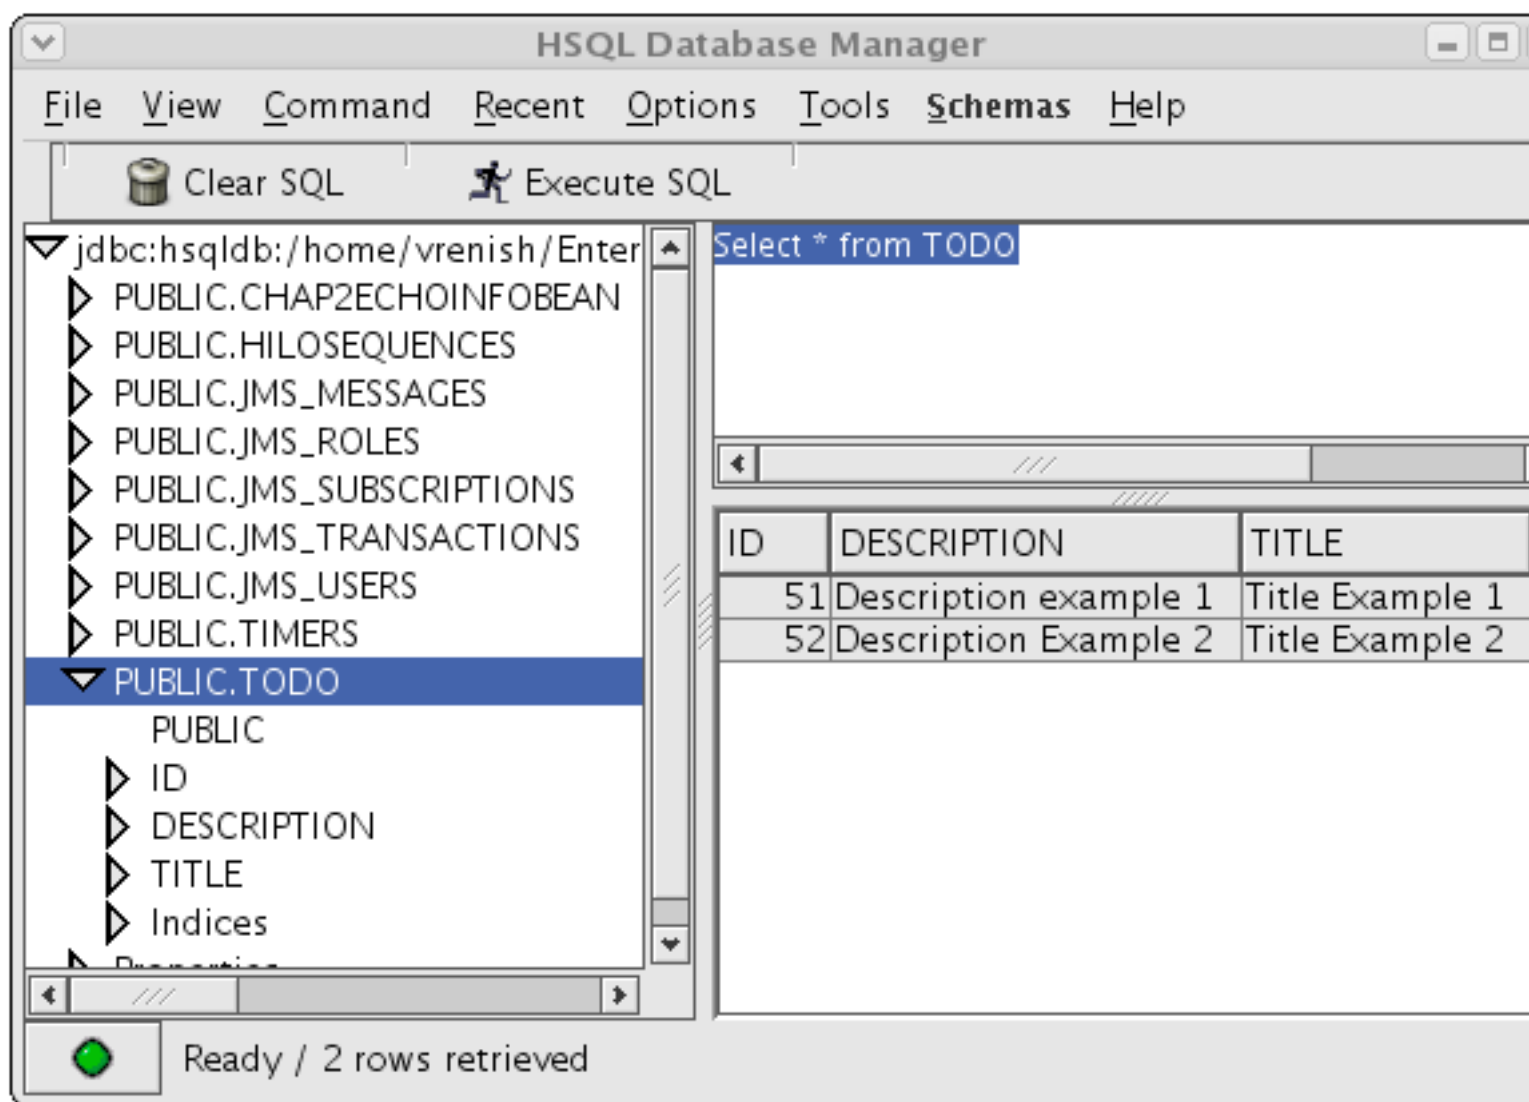 HSQL Database Manager
File View Command Recent Options Tools Schemas Help
Clear SQL Execute SQL
jdbc:hsqldb:/home/vrenish/Enter
PUBLIC.CHAP2ECHOINFOBEAN
PUBLIC.HILOSEQUENCES
PUBLIC.JMS_MESSAGES
PUBLIC.JMS_ROLES
PUBLIC.JMS_SUBSCRIPTIONS
PUBLIC.JMS_TRANSACTIONS
PUBLIC.JMS_USERS
PUBLIC.TIMERS
PUBLIC.TODO
PUBLIC
ID
DESCRIPTION
TITLE
Indices
Properties
Select * from TODO
ID DESCRIPTION TITLE
51 Description example 1 Title Example 1
52 Description Example 2 Title Example 2
Ready / 2 rows retrieved